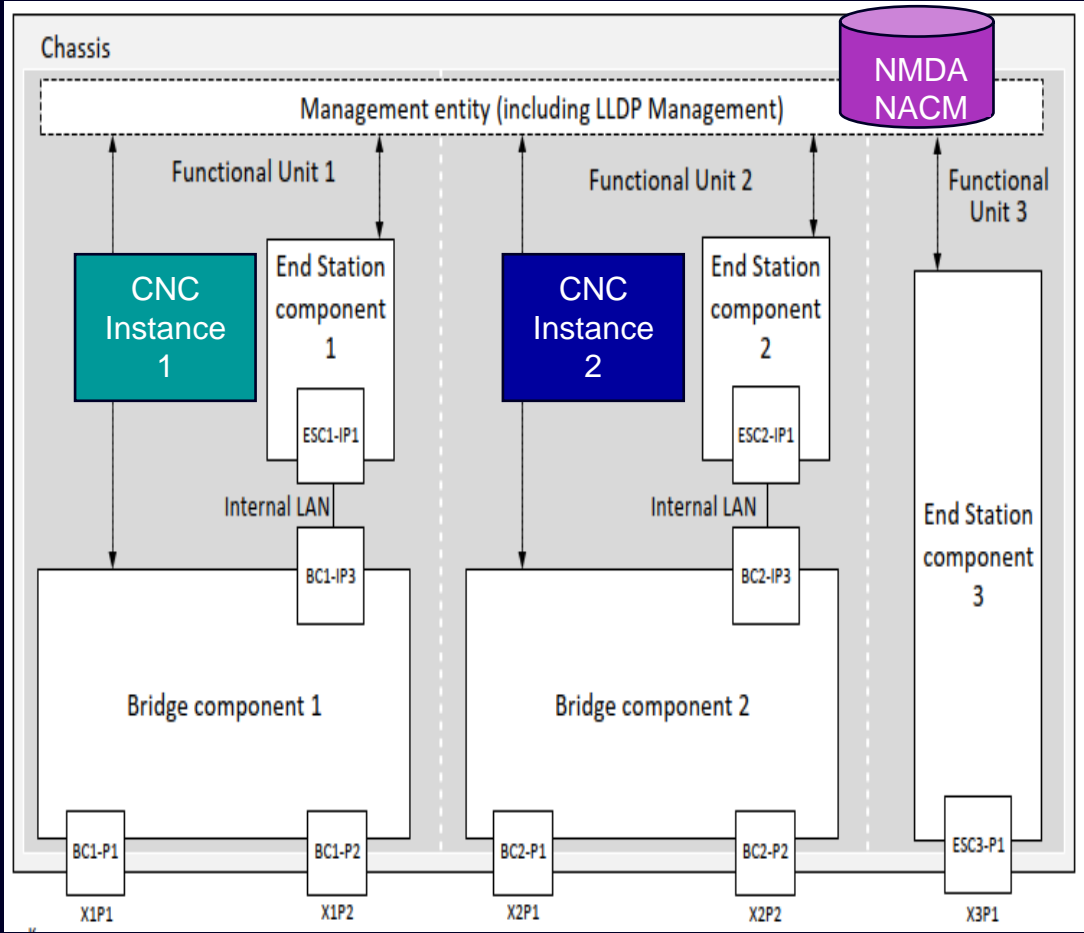 Chassis
NMDA
NACM
Management entity (including LLDP Management)
Functional Unit 1
Functional Unit 2
Functional
Unit 3
CNC
Instance
1
End Station
component
1
CNC
Instance
2
End Station
component
2
ESC1-IP1
ESC2-IP1
Internal LAN
Internal LAN
End Station
component
3
BC1-IP3
BC2-IP3
Bridge component 1
Bridge component 2
BC1-P1
BC1-P2
BC2-P1
BC2-P2
ESC3-P1
X1P1
X1P2
X2P1
X2P2
X3P1